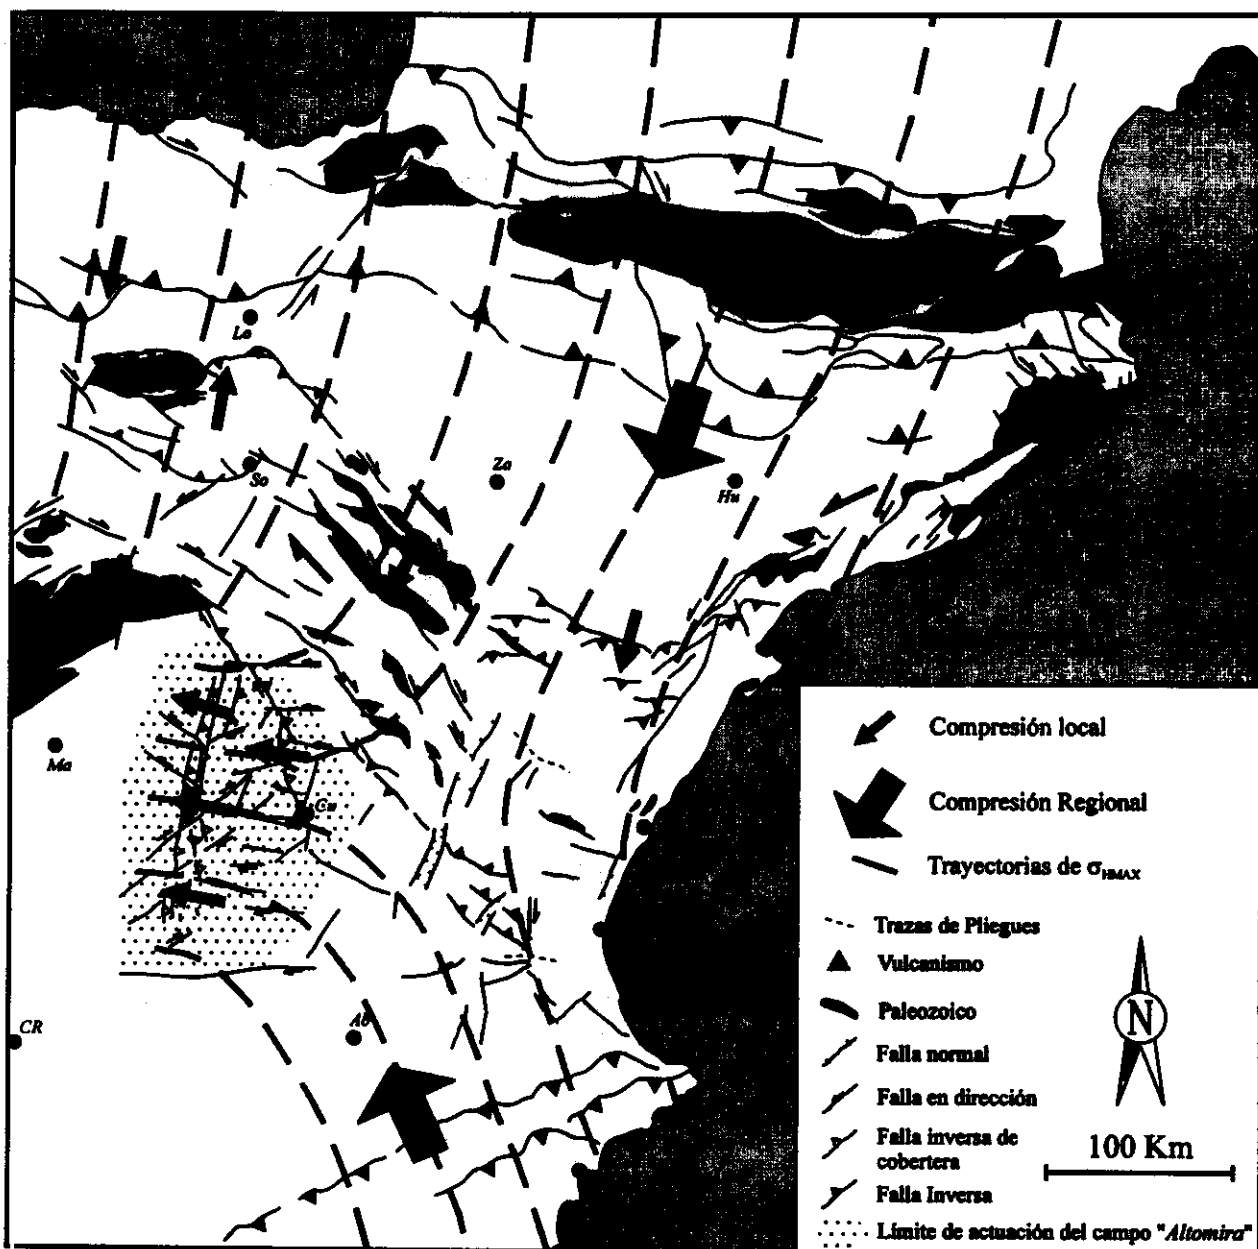 Lo
So
Za
Hu
Ma
Cu
CR
Ab
Compresión local
Compresión Regional
Trayectorias de σHMAX
Trazas de Pliegues
Vulcanismo
Paleozoico
Falla normal
Falla en dirección
Falla inversa de
cobertera
Falla Inversa
Límite de actuación del campo "Altomira"
N
100 Km